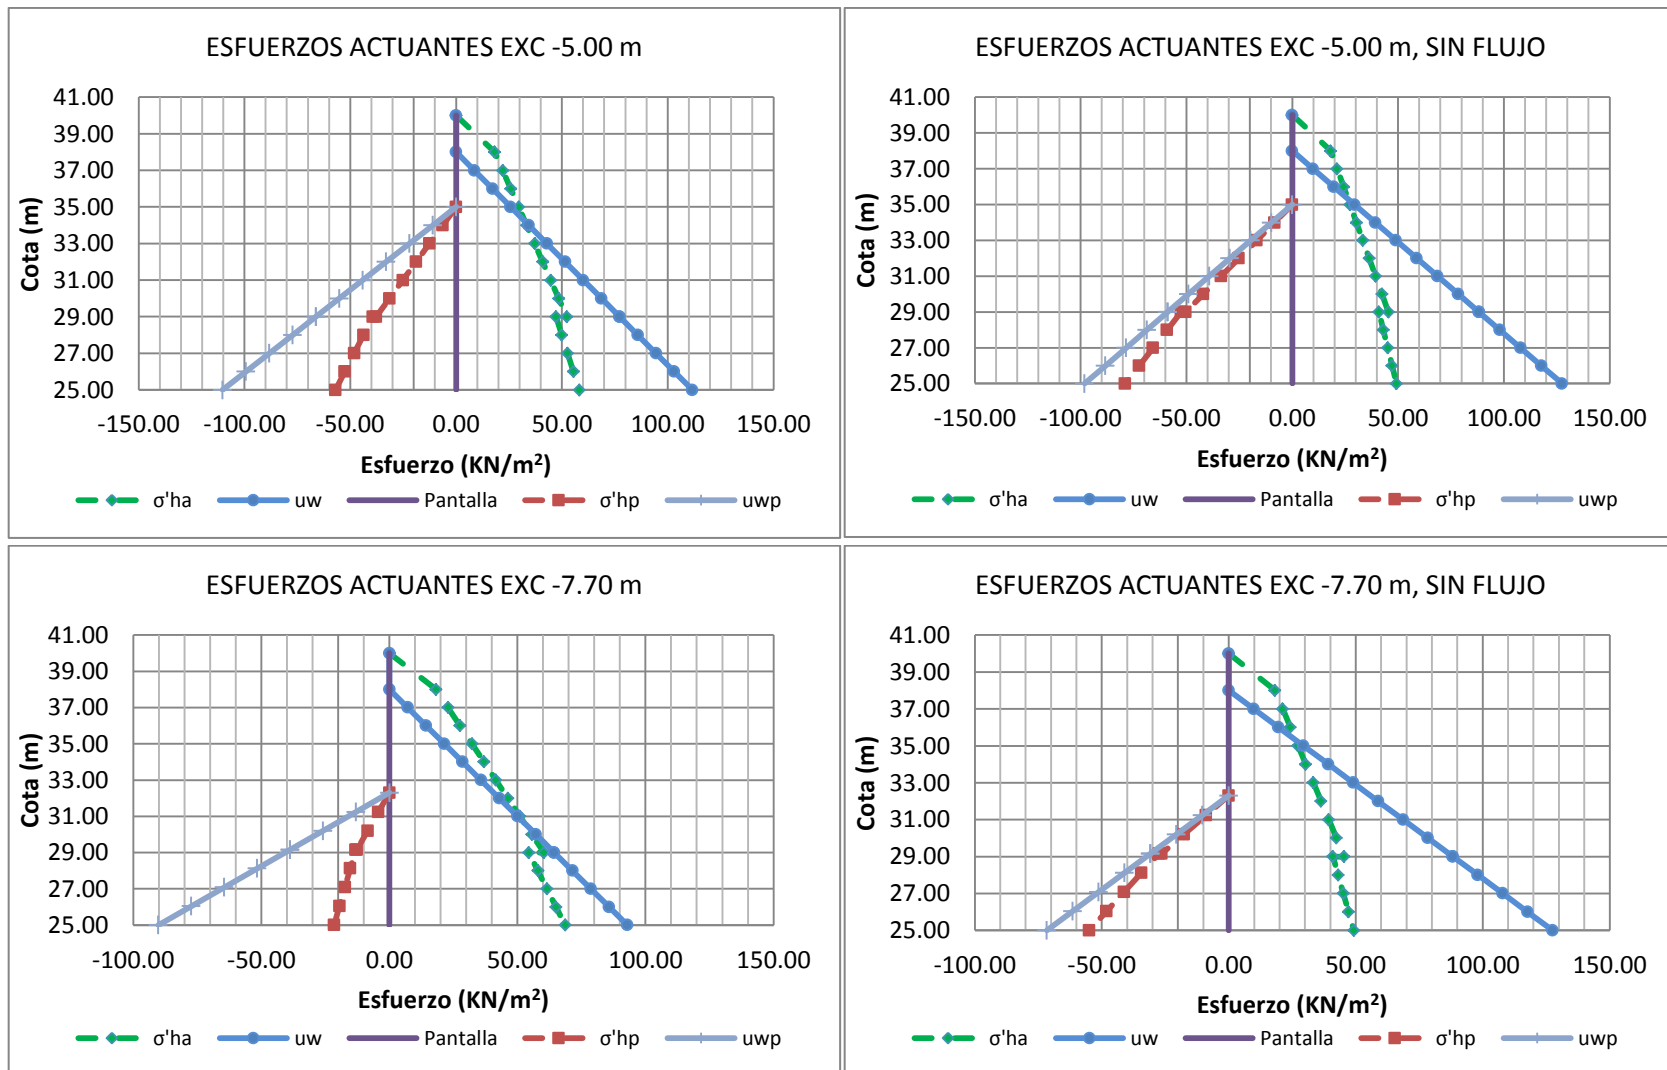 ESFUERZOS ACTUANTES EXC -5.00 m
41.00
39.00
37.00
35.00
33.00
31.00
29.00
27.00
25.00
Cota (m)
-150.00 -100.00 -50.00 0.00 50.00 100.00 150.00
Esfuerzo (KN/m²)
σ'ha uw Pantalla σ'hp uwp
ESFUERZOS ACTUANTES EXC -5.00 m, SIN FLUJO
41.00
39.00
37.00
35.00
33.00
31.00
29.00
27.00
25.00
Cota (m)
-150.00 -100.00 -50.00 0.00 50.00 100.00 150.00
Esfuerzo (KN/m²)
σ'ha uw Pantalla σ'hp uwp
ESFUERZOS ACTUANTES EXC -7.70 m
41.00
39.00
37.00
35.00
33.00
31.00
29.00
27.00
25.00
Cota (m)
-100.00 -50.00 0.00 50.00 100.00 150.00
Esfuerzo (KN/m²)
σ'ha uw Pantalla σ'hp uwp
ESFUERZOS ACTUANTES EXC -7.70 m, SIN FLUJO
41.00
39.00
37.00
35.00
33.00
31.00
29.00
27.00
25.00
Cota (m)
-100.00 -50.00 0.00 50.00 100.00 150.00
Esfuerzo (KN/m²)
σ'ha uw Pantalla σ'hp uwp